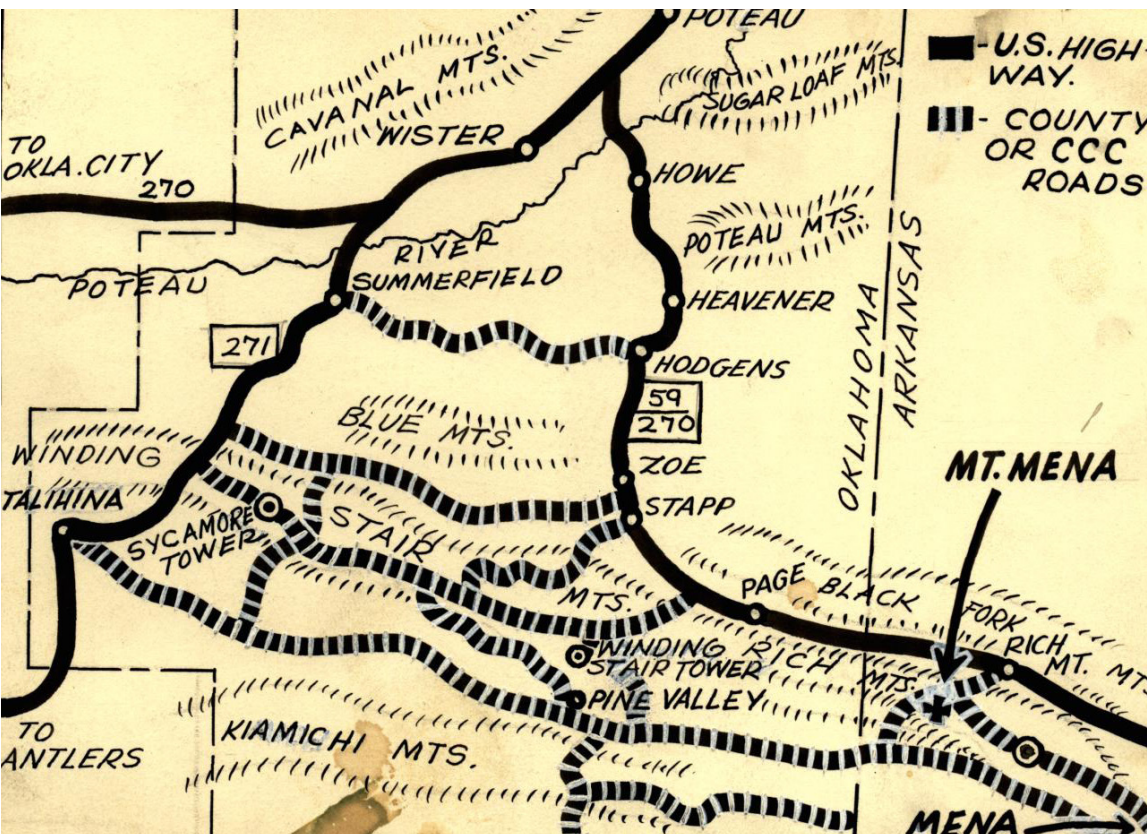 POTEAU
- U.S. HIGH
WAY.
- COUNTY
OR CCC
ROADS
CAVANAL MTS.
SUGAR LOAF MTS.
WISTER
TO
OKLA. CITY
270
HOWE
POTEAU MTS.
RIVER
POTEAU
SUMMERFIELD
HEAVENER
OKLAHOMA
ARKANSAS
271
HODGENS
59
270
BLUE MTS.
WINDING
ZOE
MT. MENA
TALIHINA
STAPP
SYCAMORE
TOWER
STAIR
MTS.
PAGE
BLACK
FORK
RICH
MT.
MT
WINDING
STAIR TOWER
RICH
MTS.
PINE VALLEY
TO
ANTLERS
KIAMICHI MTS.
MENA